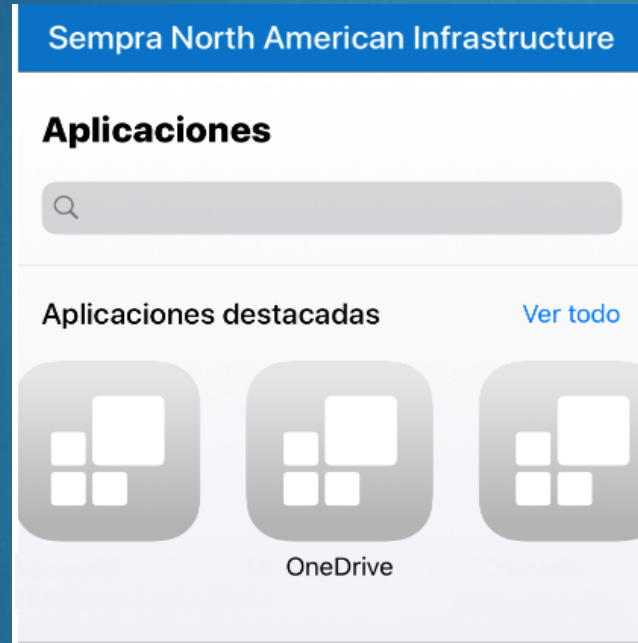 Sempra North American Infrastructure
Aplicaciones
Aplicaciones destacadas
Ver todo
OneDrive